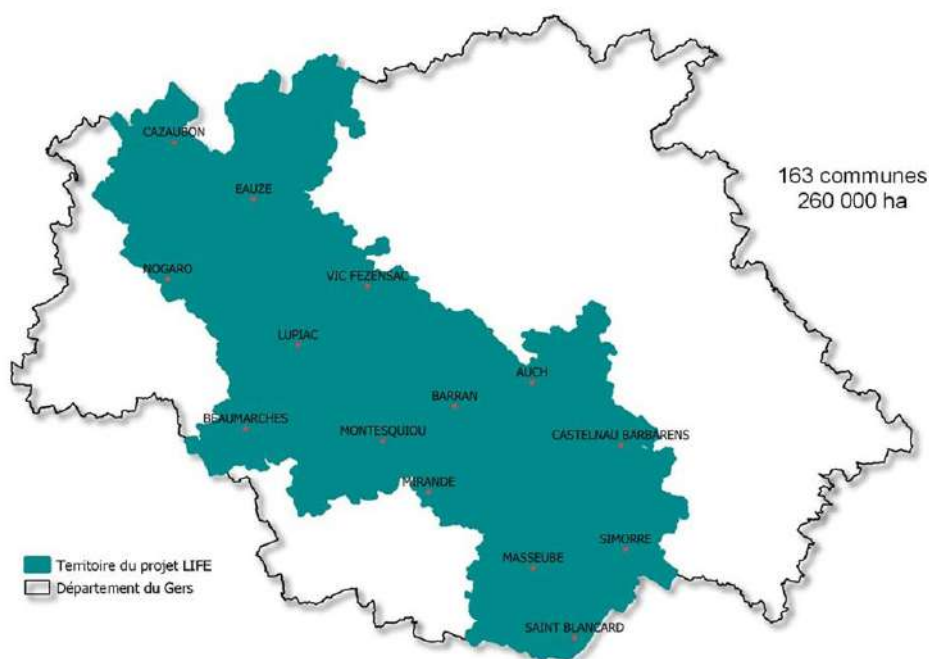 CAZAUBON
163 communes
260 000 ha
EAUZE
NOGARO
VIC FEZENSAC
LUPIAC
AUCH
BARRAN
BEAUMARCHES
MONTESQUIOU
CASTELNAU BARBARENS
MIRANDE
SIMORRE
MASSEUBE
Territoire du projet LIFE
Département du Gers
SAINT BLANCARD